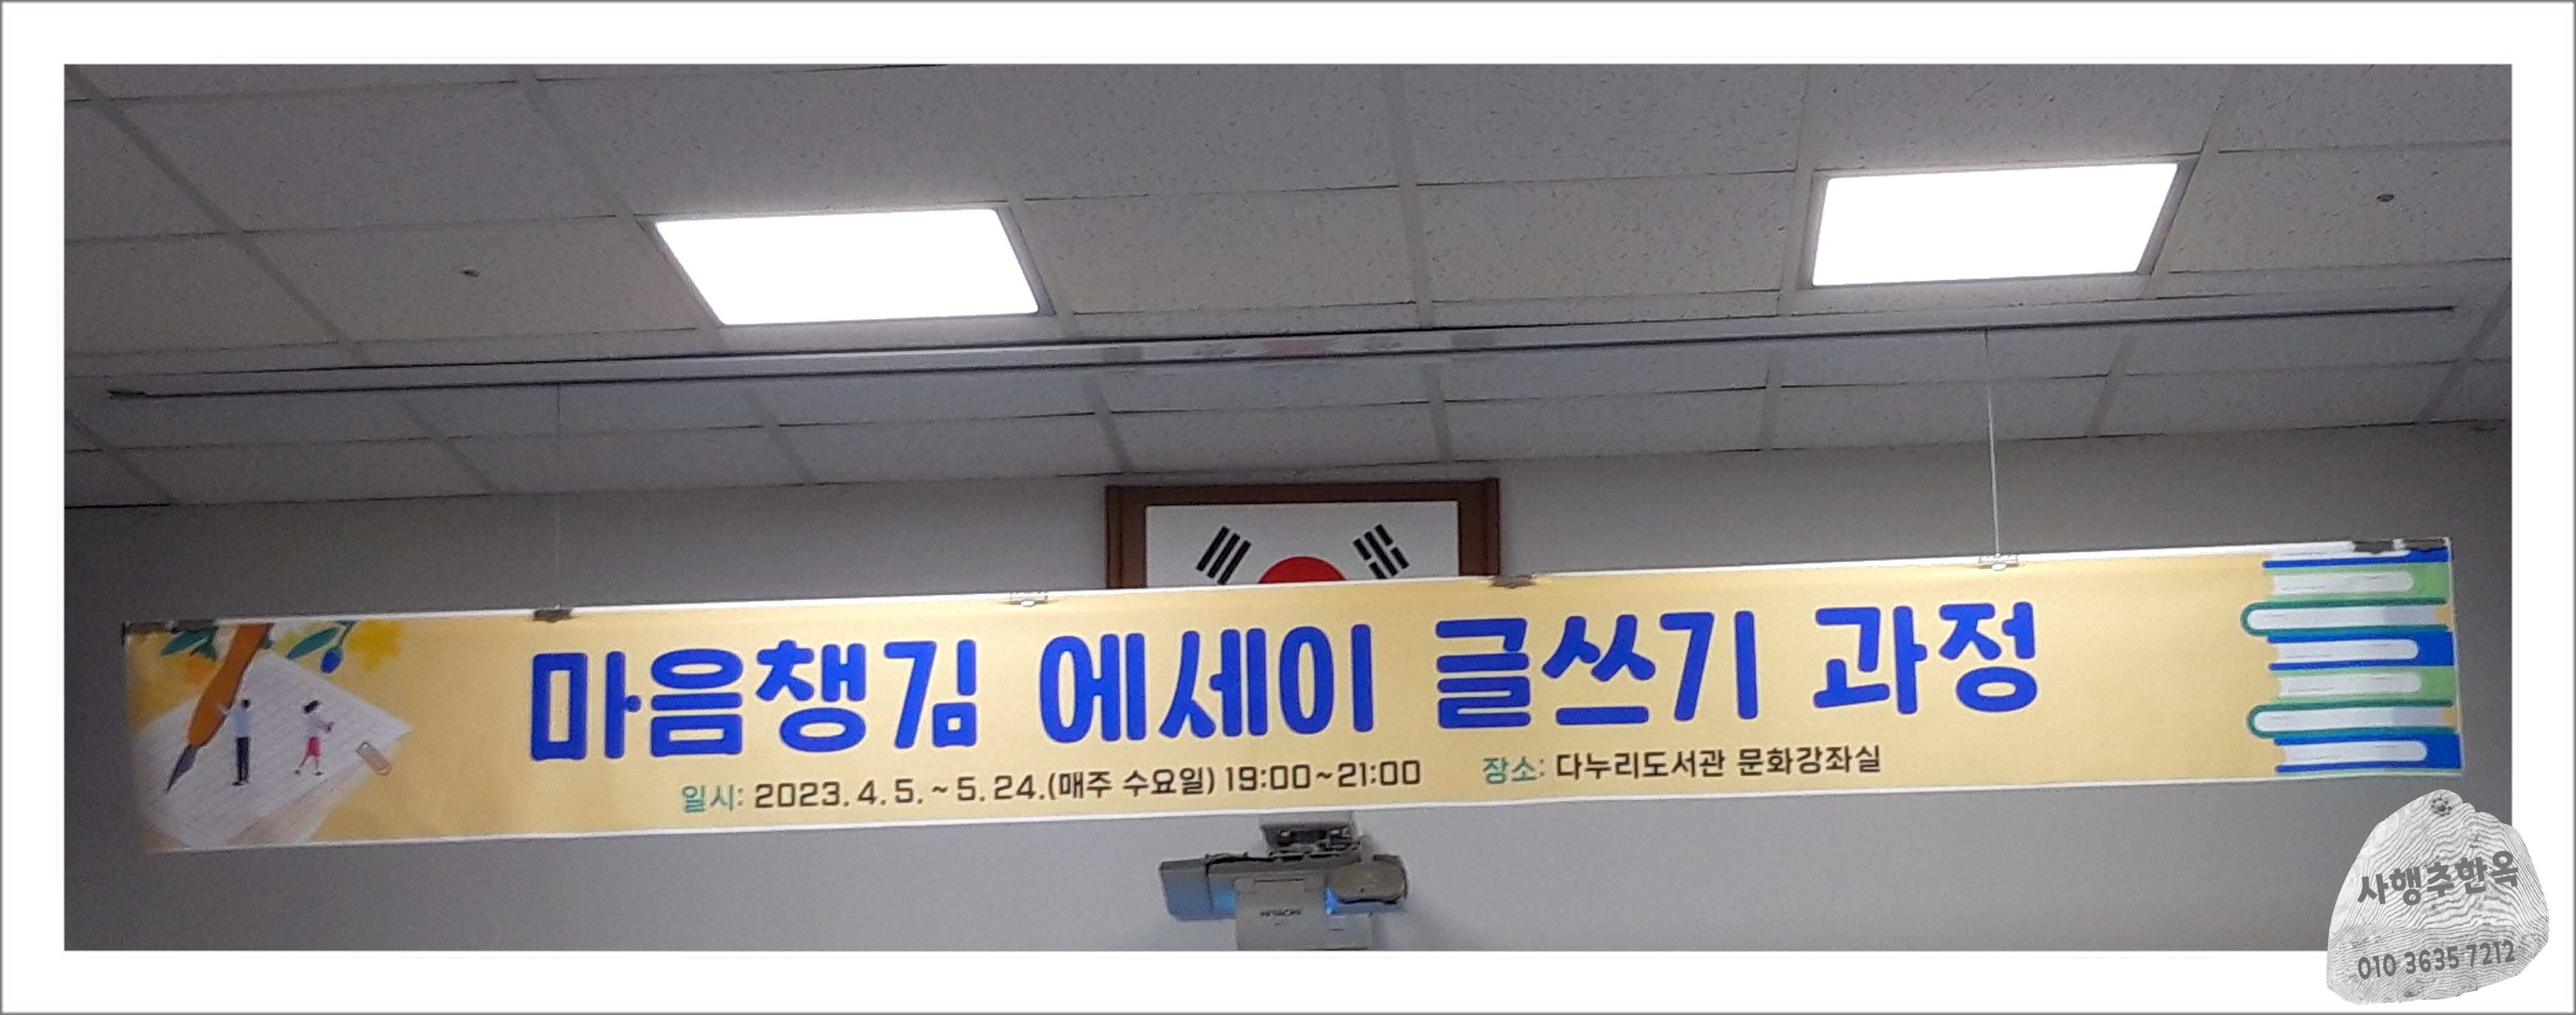 마음챙김 에세이 글쓰기 과정
일시: 2023. 4. 5. ~ 5. 24.(매주 수요일) 19:00~21:00 장소: 다누리도서관 문화강좌실
HITACHI
사행추한옥
010 3635 7212